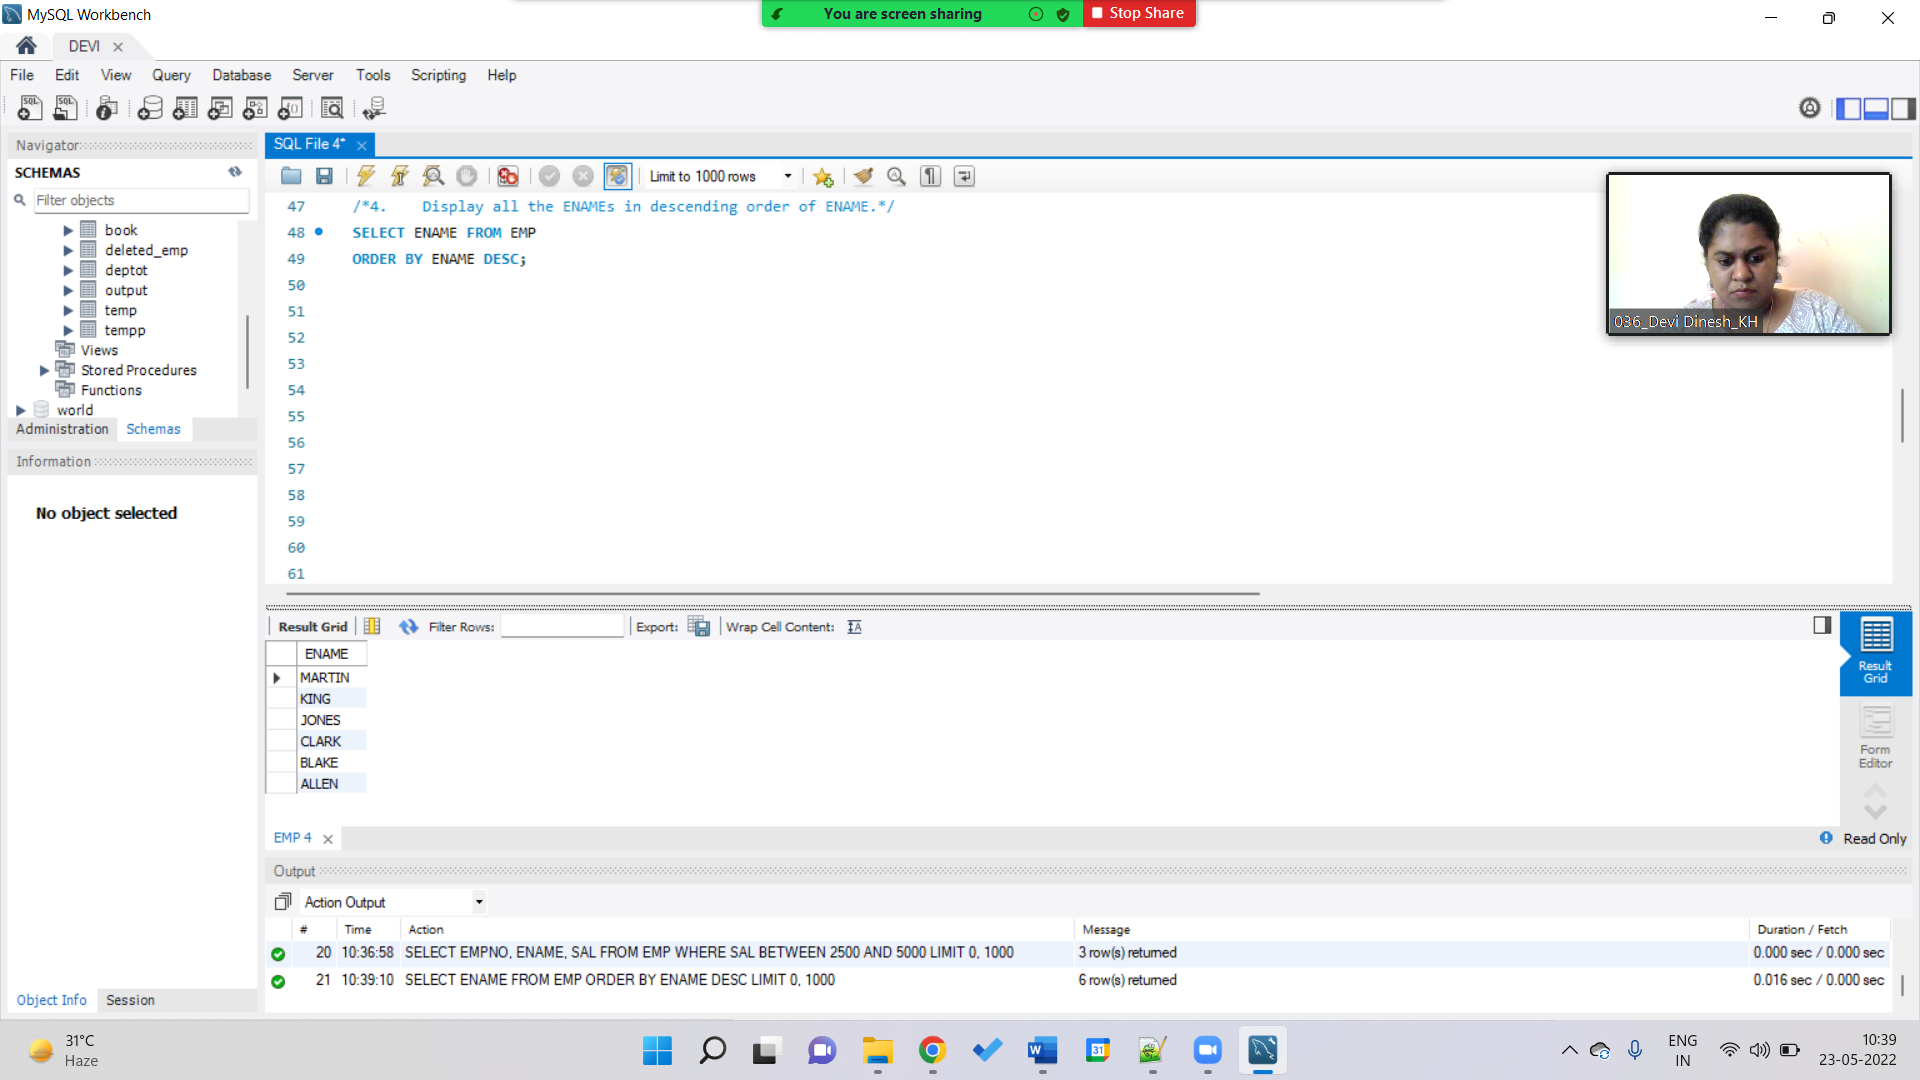 MySQL Workbench
You are screen sharing
Stop Share
DEVI
File Edit View Query Database Server Tools Scripting Help
Navigator
SQL File 4*
SCHEMAS
Filter objects
Limit to 1000 rows
book
deleted_emp
deptot
output
temp
tempp
Views
Stored Procedures
Functions
world
Administration Schemas
Information
No object selected
47 /*4. Display all the ENAMEs in descending order of ENAME.*/
48 SELECT ENAME FROM EMP
49 ORDER BY ENAME DESC;
50
51
52
53
54
55
56
57
58
59
60
61
036_Devi Dinesh_KH
Result Grid Filter Rows: Export: Wrap Cell Content:
ENAME
MARTIN
KING
JONES
CLARK
BLAKE
ALLEN
Result
Grid
Form
Editor
EMP 4
Read Only
Output
Action Output
# Time Action Message Duration / Fetch
20 10:36:58 SELECT EMPNO, ENAME, SAL FROM EMP WHERE SAL BETWEEN 2500 AND 5000 LIMIT 0, 1000 3 row(s) returned 0.000 sec / 0.000 sec
21 10:39:10 SELECT ENAME FROM EMP ORDER BY ENAME DESC LIMIT 0, 1000 6 row(s) returned 0.016 sec / 0.000 sec
Object Info Session
31°C
Haze
ENG
IN
10:39
23-05-2022